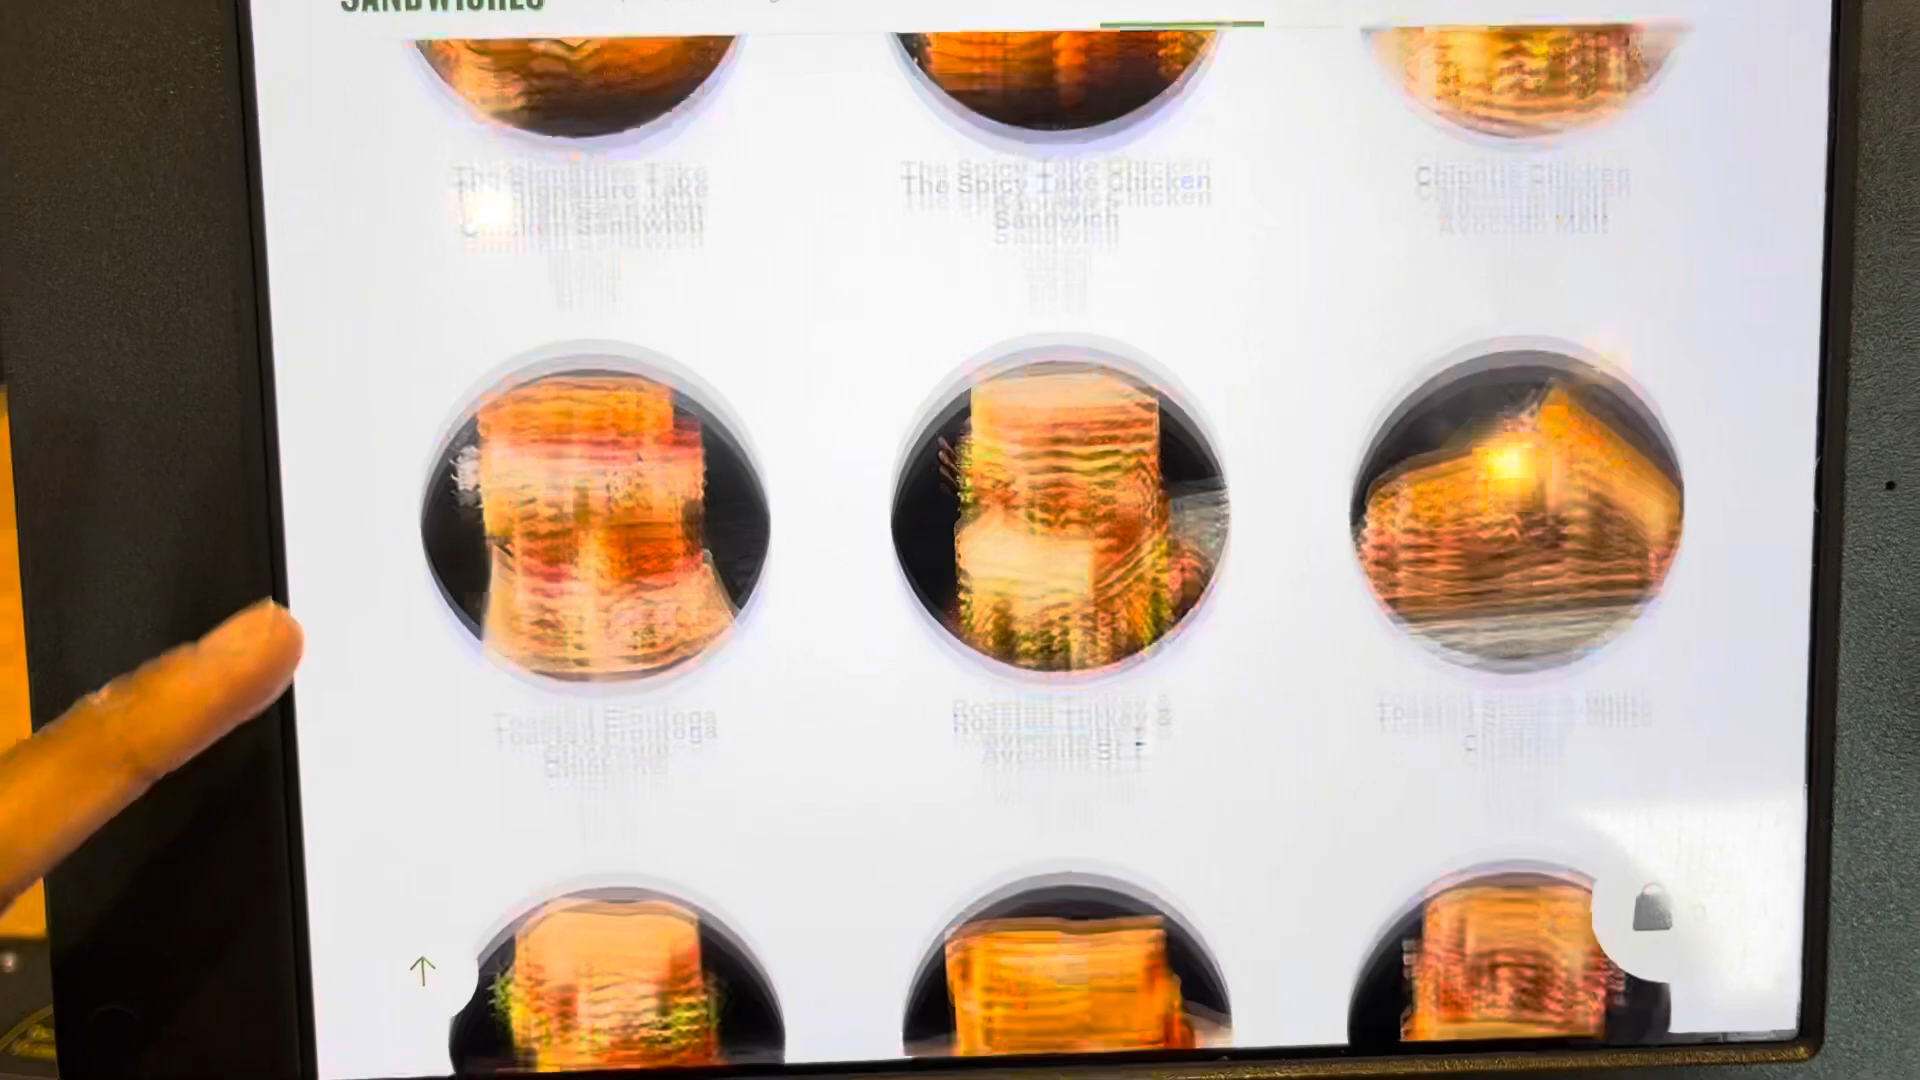 SANDWICHES
The Signature Take
Chicken Sandwich
The Spicy Take Chicken
Sandwich
Chipotle Chicken
Avocado Melt
Toasted Frontega
Chicken
Roasted Turkey &
Avocado BLT
Toasted Steak & White
Cheddar